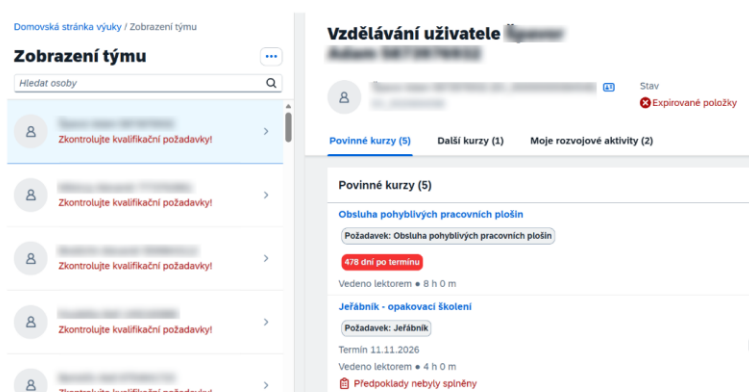 Domovská stránka výuky / Zobrazení týmu
Zobrazení týmu
Hledat osoby
Zkontrolujte kvalifikační požadavky!
Zkontrolujte kvalifikační požadavky!
Zkontrolujte kvalifikační požadavky!
Zkontrolujte kvalifikační požadavky!
Zkontrolujte kvalifikační požadavky!
Vzdělávání uživatele
Stav
Expirované položky
Povinné kurzy (5) Další kurzy (1) Moje rozvojové aktivity (2)
Povinné kurzy (5)
Obsluha pohyblivých pracovních plošin
Požadavek: Obsluha pohyblivých pracovních plošin
478 dní po termínu
Vedeno lektorem • 8 h 0 m
Jeřábník - opakovací školení
Požadavek: Jeřábník
Termín 11.11.2026
Vedeno lektorem • 4 h 0 m
Předpoklady nebyly splněny